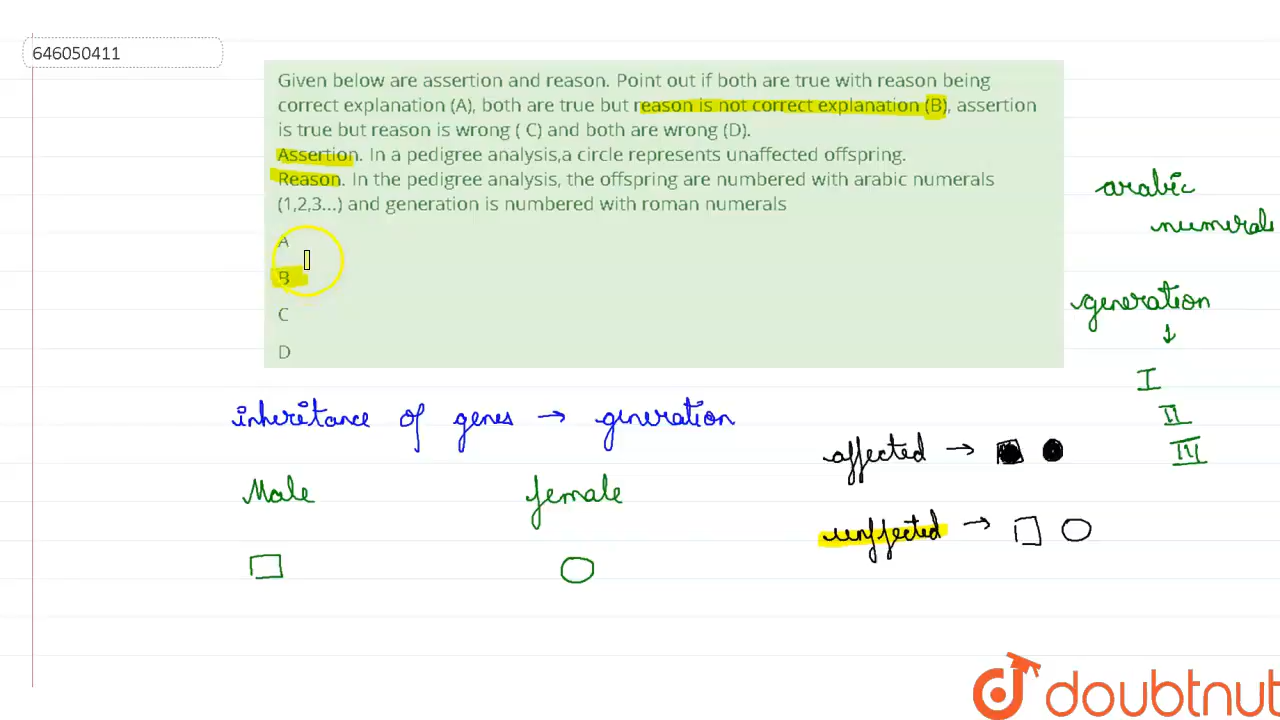 646050411
Given below are assertion and reason. Point out if both are true with reason being
correct explanation (A), both are true but reason is not correct explanation (B), assertion
is true but reason is wrong ( C) and both are wrong (D).
Assertion. In a pedigree analysis,a circle represents unaffected offspring.
Reason. In the pedigree analysis, the offspring are numbered with arabic numerals
(1,2,3...) and generation is numbered with roman numerals
A
B
C
D
arabic
numerals
generation
↓
I
II
III
inheritance of genes → generation
affected →
Male female
unffected →
doubtnut